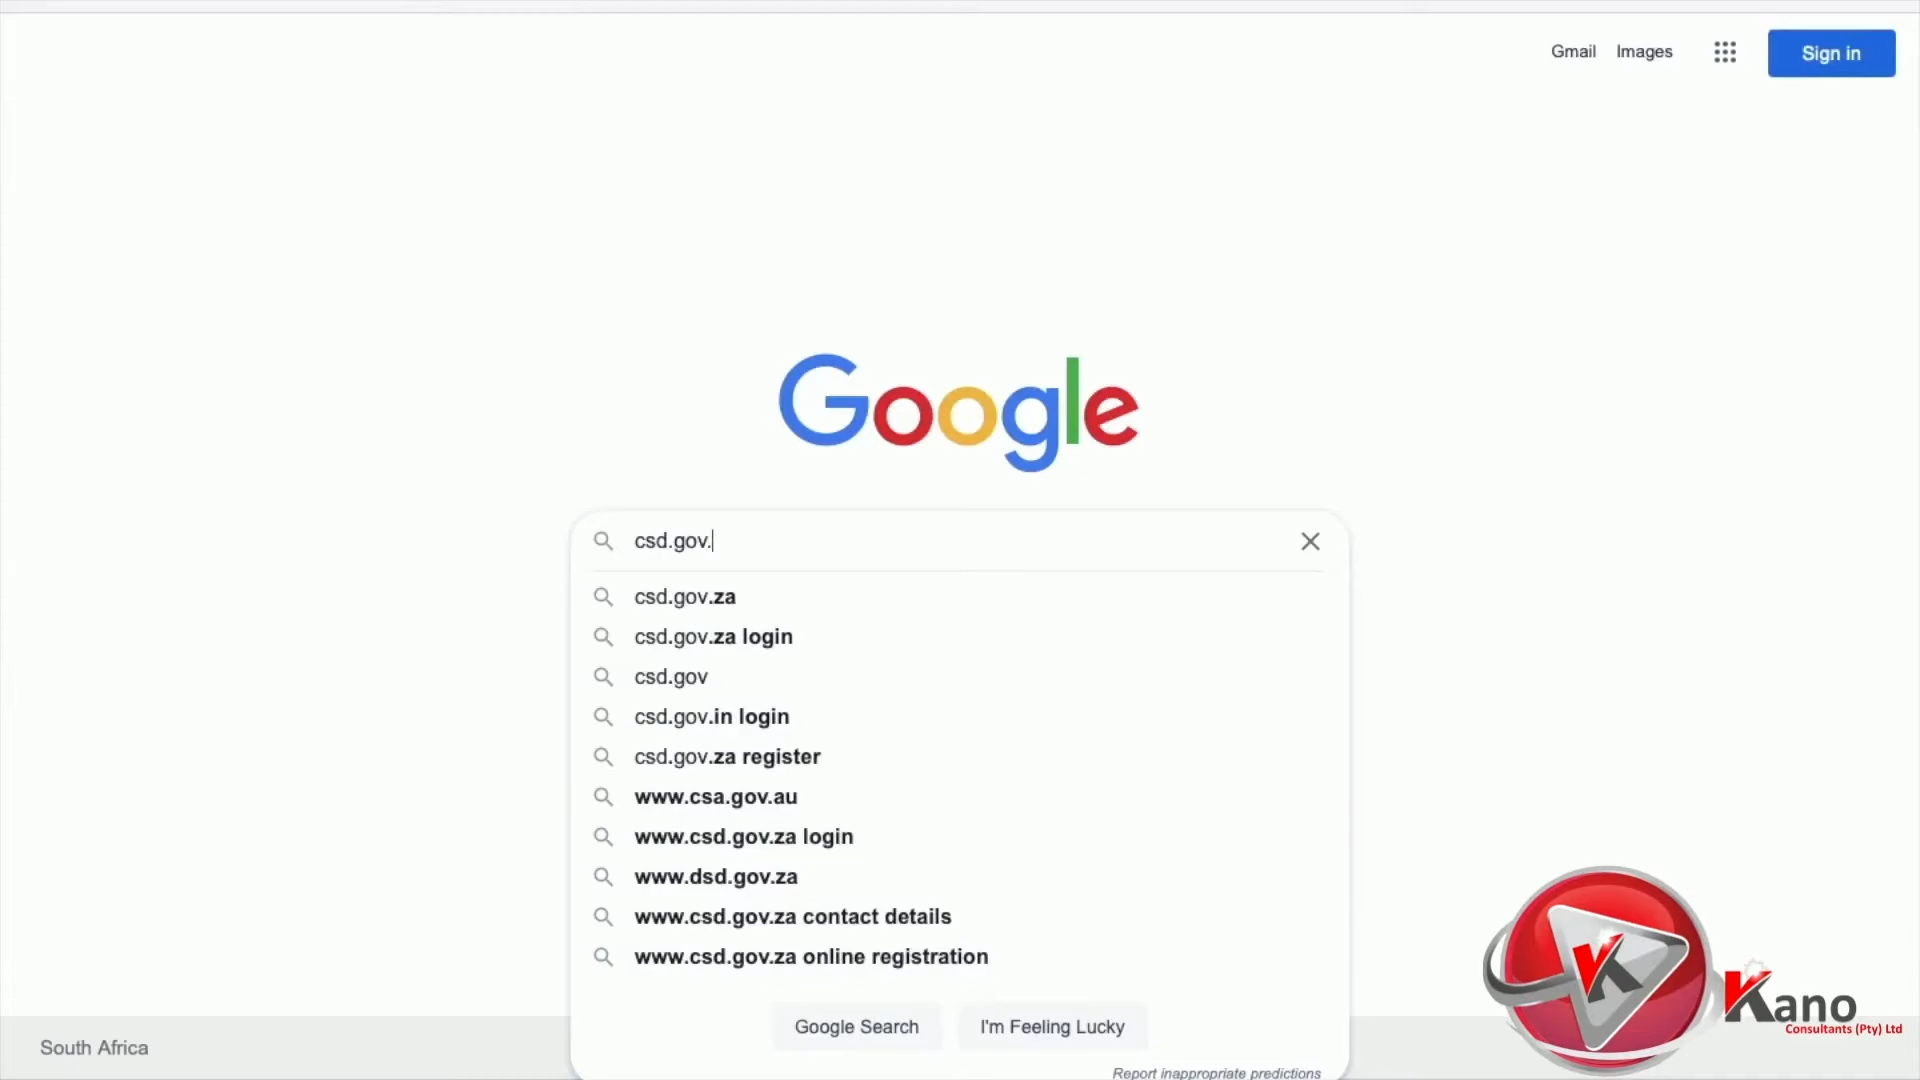 Gmail Images Sign in
Google
csd.gov.
csd.gov.za
csd.gov.za login
csd.gov
csd.gov.in login
csd.gov.za register
www.csa.gov.au
www.csd.gov.za login
www.dsd.gov.za
www.csd.gov.za contact details
www.csd.gov.za online registration
Google Search I'm Feeling Lucky
South Africa
Report inappropriate predictions
K
Kano
Consultants (Pty) Ltd